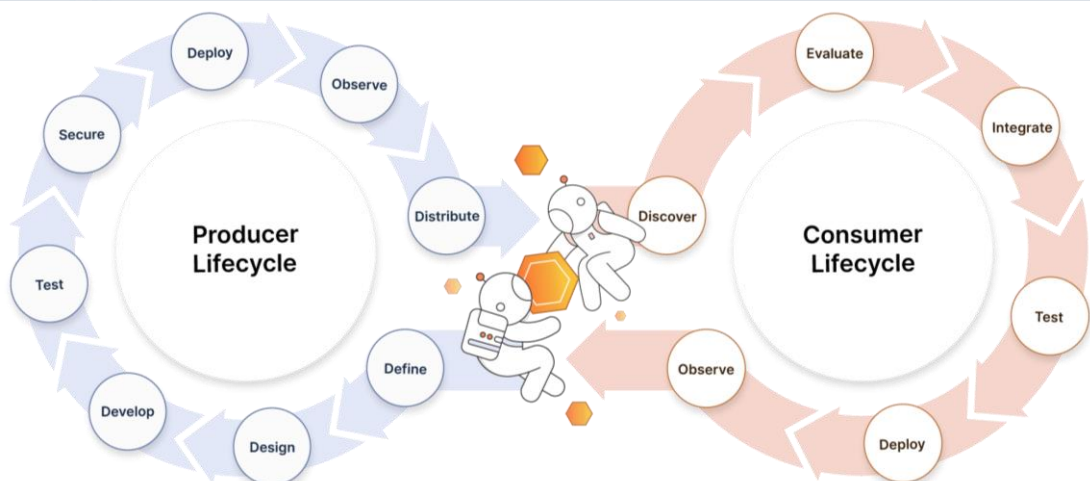 Producer
Lifecycle
Define
Design
Develop
Test
Secure
Deploy
Observe
Distribute
Consumer
Lifecycle
Discover
Evaluate
Integrate
Test
Deploy
Observe